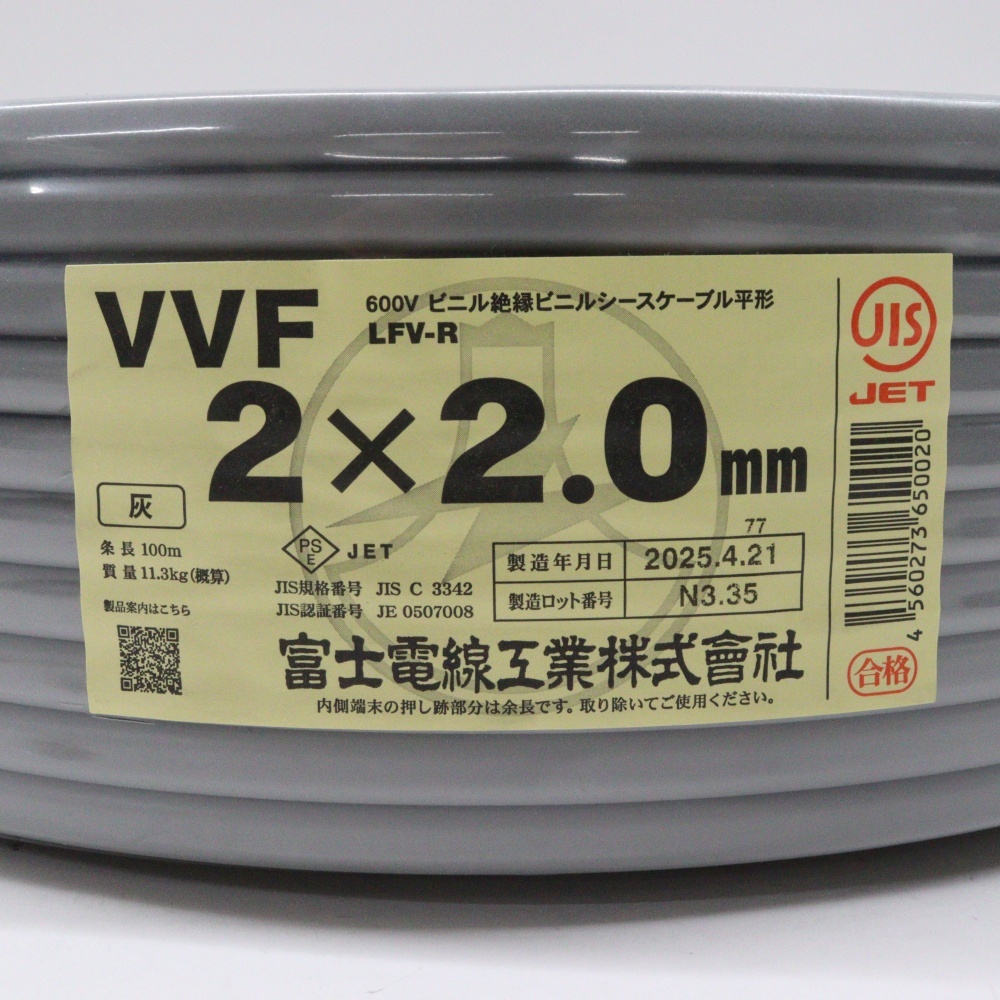 VVF
600V ビニル絶縁ビニルシースケーブル平形
LFV-R
2×2.0mm
灰
条長 100m
質量 11.3kg(概算)
製品案内はこちら
PS
E
JET
JIS規格番号 JIS C 3342
JIS認証番号 JE 0507008
77
製造年月日 2025.4.21
製造ロット番号 N3.35
富士電線工業株式會社
内側端末の押し跡部分は余長です。取り除いてご使用ください。
JIS
JET
4 560273 650020
合格